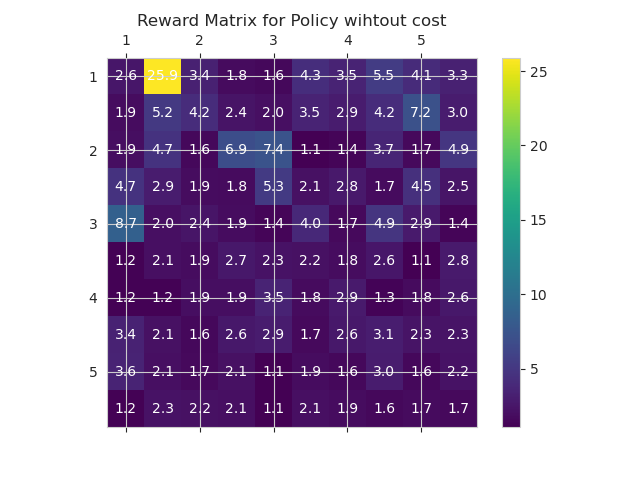 Reward Matrix for Policy wihtout cost
1 2 3 4 5
1 2.6 25.9 3.4 1.8 1.6 4.3 3.5 5.5 4.1 3.3
1.9 5.2 4.2 2.4 2.0 3.5 2.9 4.2 7.2 3.0
2 1.9 4.7 1.6 6.9 7.4 1.1 1.4 3.7 1.7 4.9
4.7 2.9 1.9 1.8 5.3 2.1 2.8 1.7 4.5 2.5
3 8.7 2.0 2.4 1.9 1.4 4.0 1.7 4.9 2.9 1.4
1.2 2.1 1.9 2.7 2.3 2.2 1.8 2.6 1.1 2.8
4 1.2 1.2 1.9 1.9 3.5 1.8 2.9 1.3 1.8 2.6
3.4 2.1 1.6 2.6 2.9 1.7 2.6 3.1 2.3 2.3
5 3.6 2.1 1.7 2.1 1.1 1.9 1.6 3.0 1.6 2.2
1.2 2.3 2.2 2.1 1.1 2.1 1.9 1.6 1.7 1.7
25
20
15
10
5